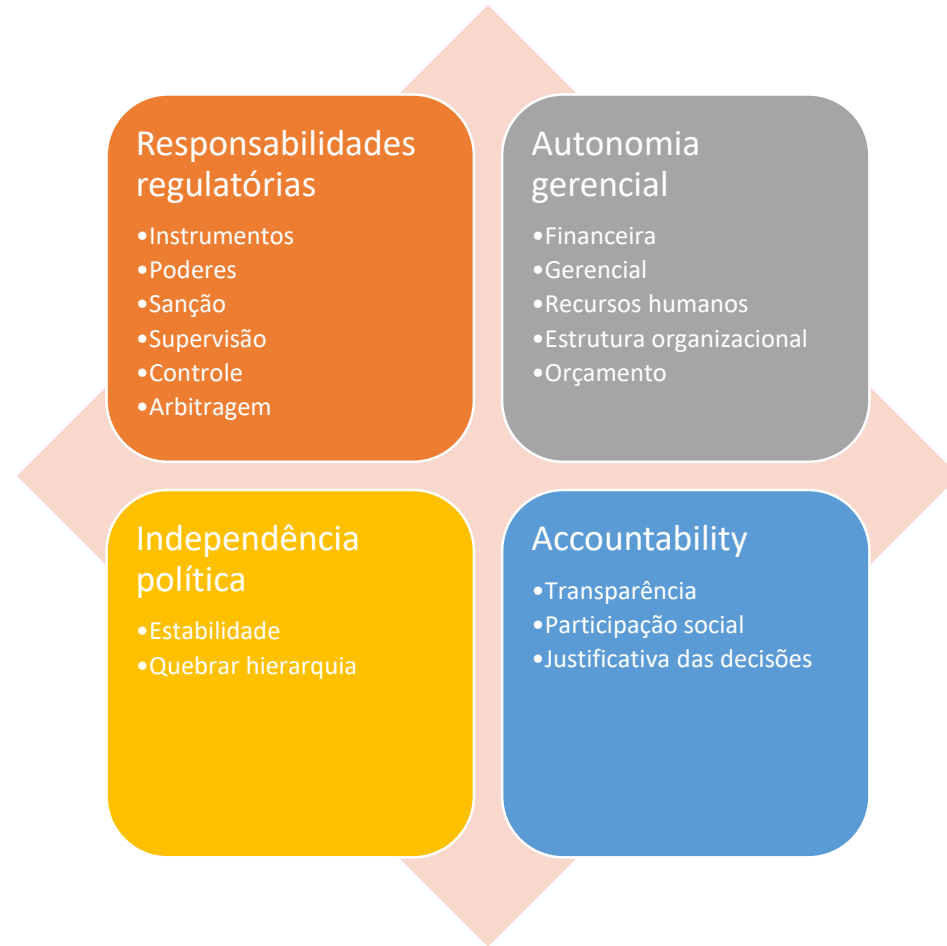 Responsabilidades
regulatórias
•Instrumentos
•Poderes
•Sanção
•Supervisão
•Controle
•Arbitragem
Autonomia
gerencial
•Financeira
•Gerencial
•Recursos humanos
•Estrutura organizacional
•Orçamento
Independência
política
•Estabilidade
•Quebrar hierarquia
Accountability
•Transparência
•Participação social
•Justificativa das decisões